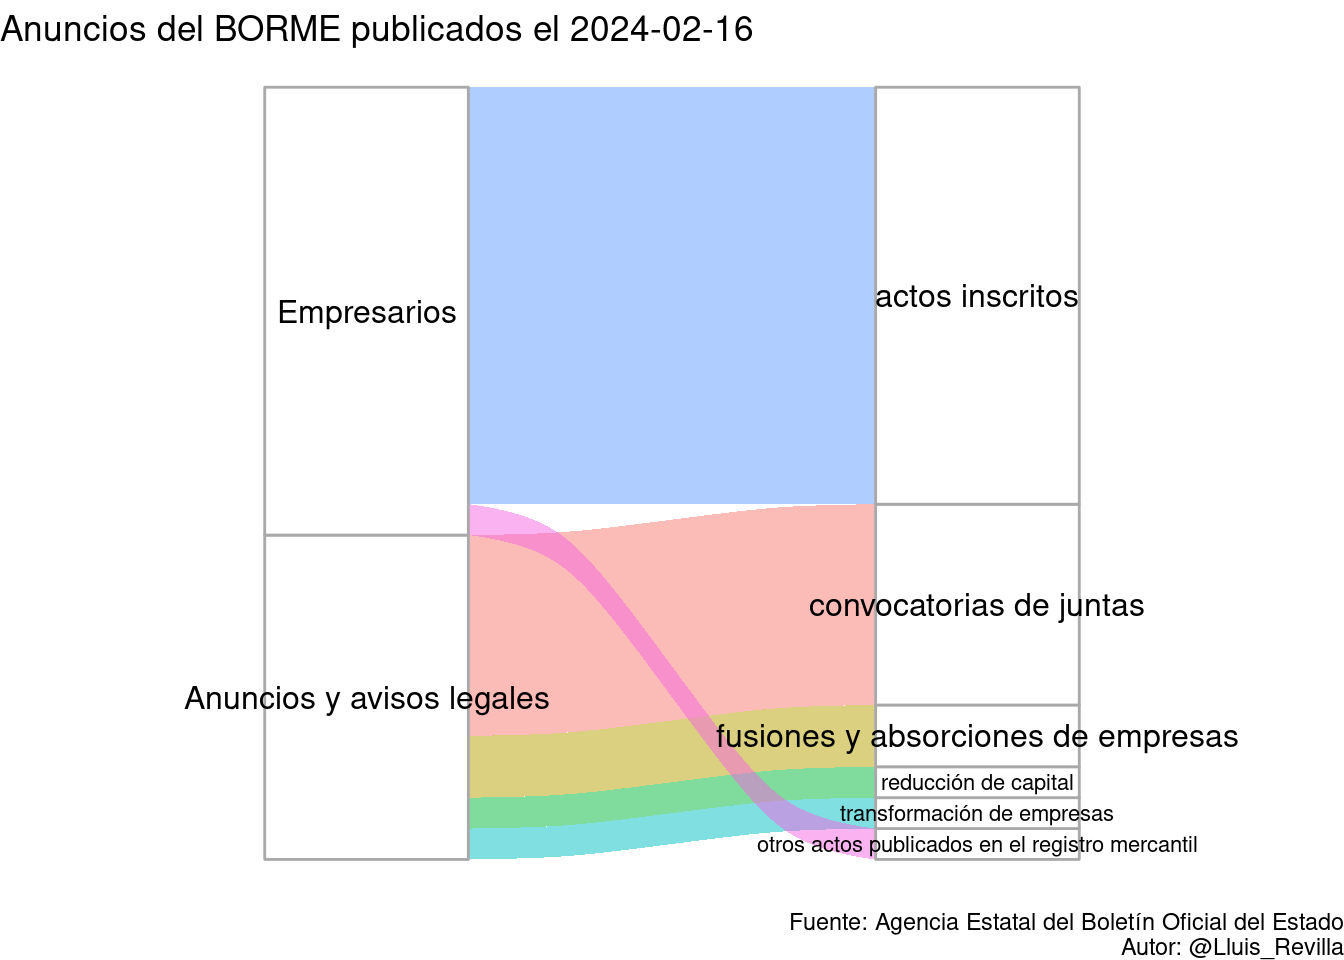 Anuncios del BORME publicados el 2024-02-16
Empresarios
actos inscritos
convocatorias de juntas
Anuncios y avisos legales
fusiones y absorciones de empresas
reducción de capital
transformación de empresas
otros actos publicados en el registro mercantil
Fuente: Agencia Estatal del Boletín Oficial del Estado
Autor: @Lluis_Revilla